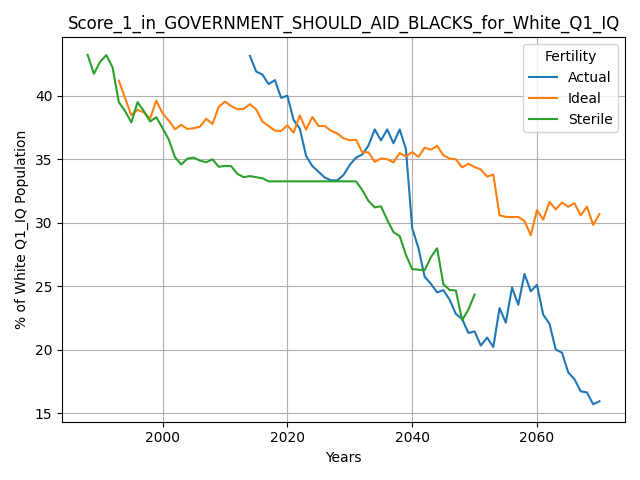 Score_1_in_GOVERNMENT_SHOULD_AID_BLACKS_for_White_Q1_IQ
Fertility
Actual
Ideal
Sterile
% of White Q1_IQ Population
40
35
30
25
20
15
2000
2020
2040
2060
Years